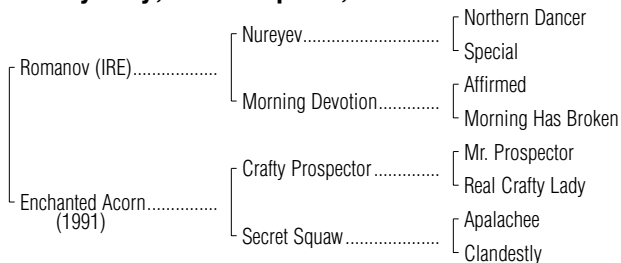 Northern Dancer
Nureyev
Special
Romanov (IRE)
Affirmed
Morning Devotion
Morning Has Broken
Mr. Prospector
Crafty Prospector
Real Crafty Lady
Enchanted Acorn
(1991)
Apalachee
Secret Squaw
Clandestly